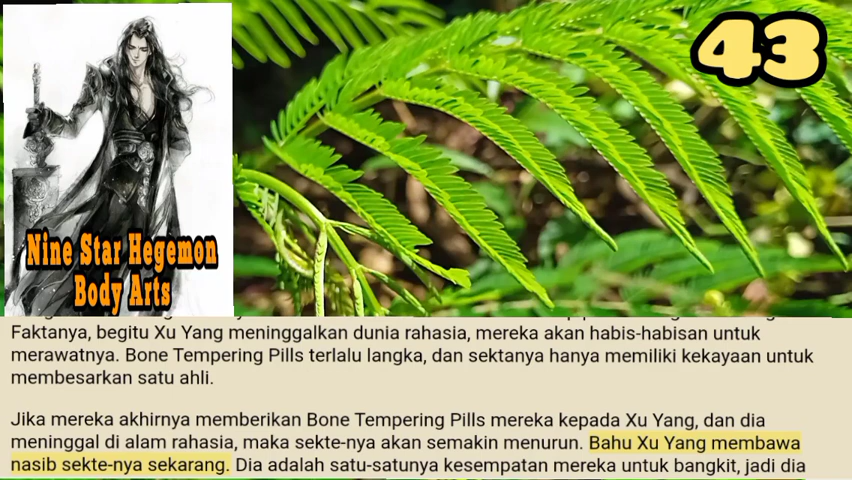 43
Nine Star Hegemon
Body Arts
Faktanya, begitu Xu Yang meninggalkan dunia rahasia, mereka akan habis-habisan untuk
merawatnya. Bone Tempering Pills terlalu langka, dan sektanya hanya memiliki kekayaan untuk
membesarkan satu ahli.
Jika mereka akhirnya memberikan Bone Tempering Pills mereka kepada Xu Yang, dan dia
meninggal di alam rahasia, maka sekte-nya akan semakin menurun. Bahu Xu Yang membawa
nasib sekte-nya sekarang. Dia adalah satu-satunya kesempatan mereka untuk bangkit, jadi dia